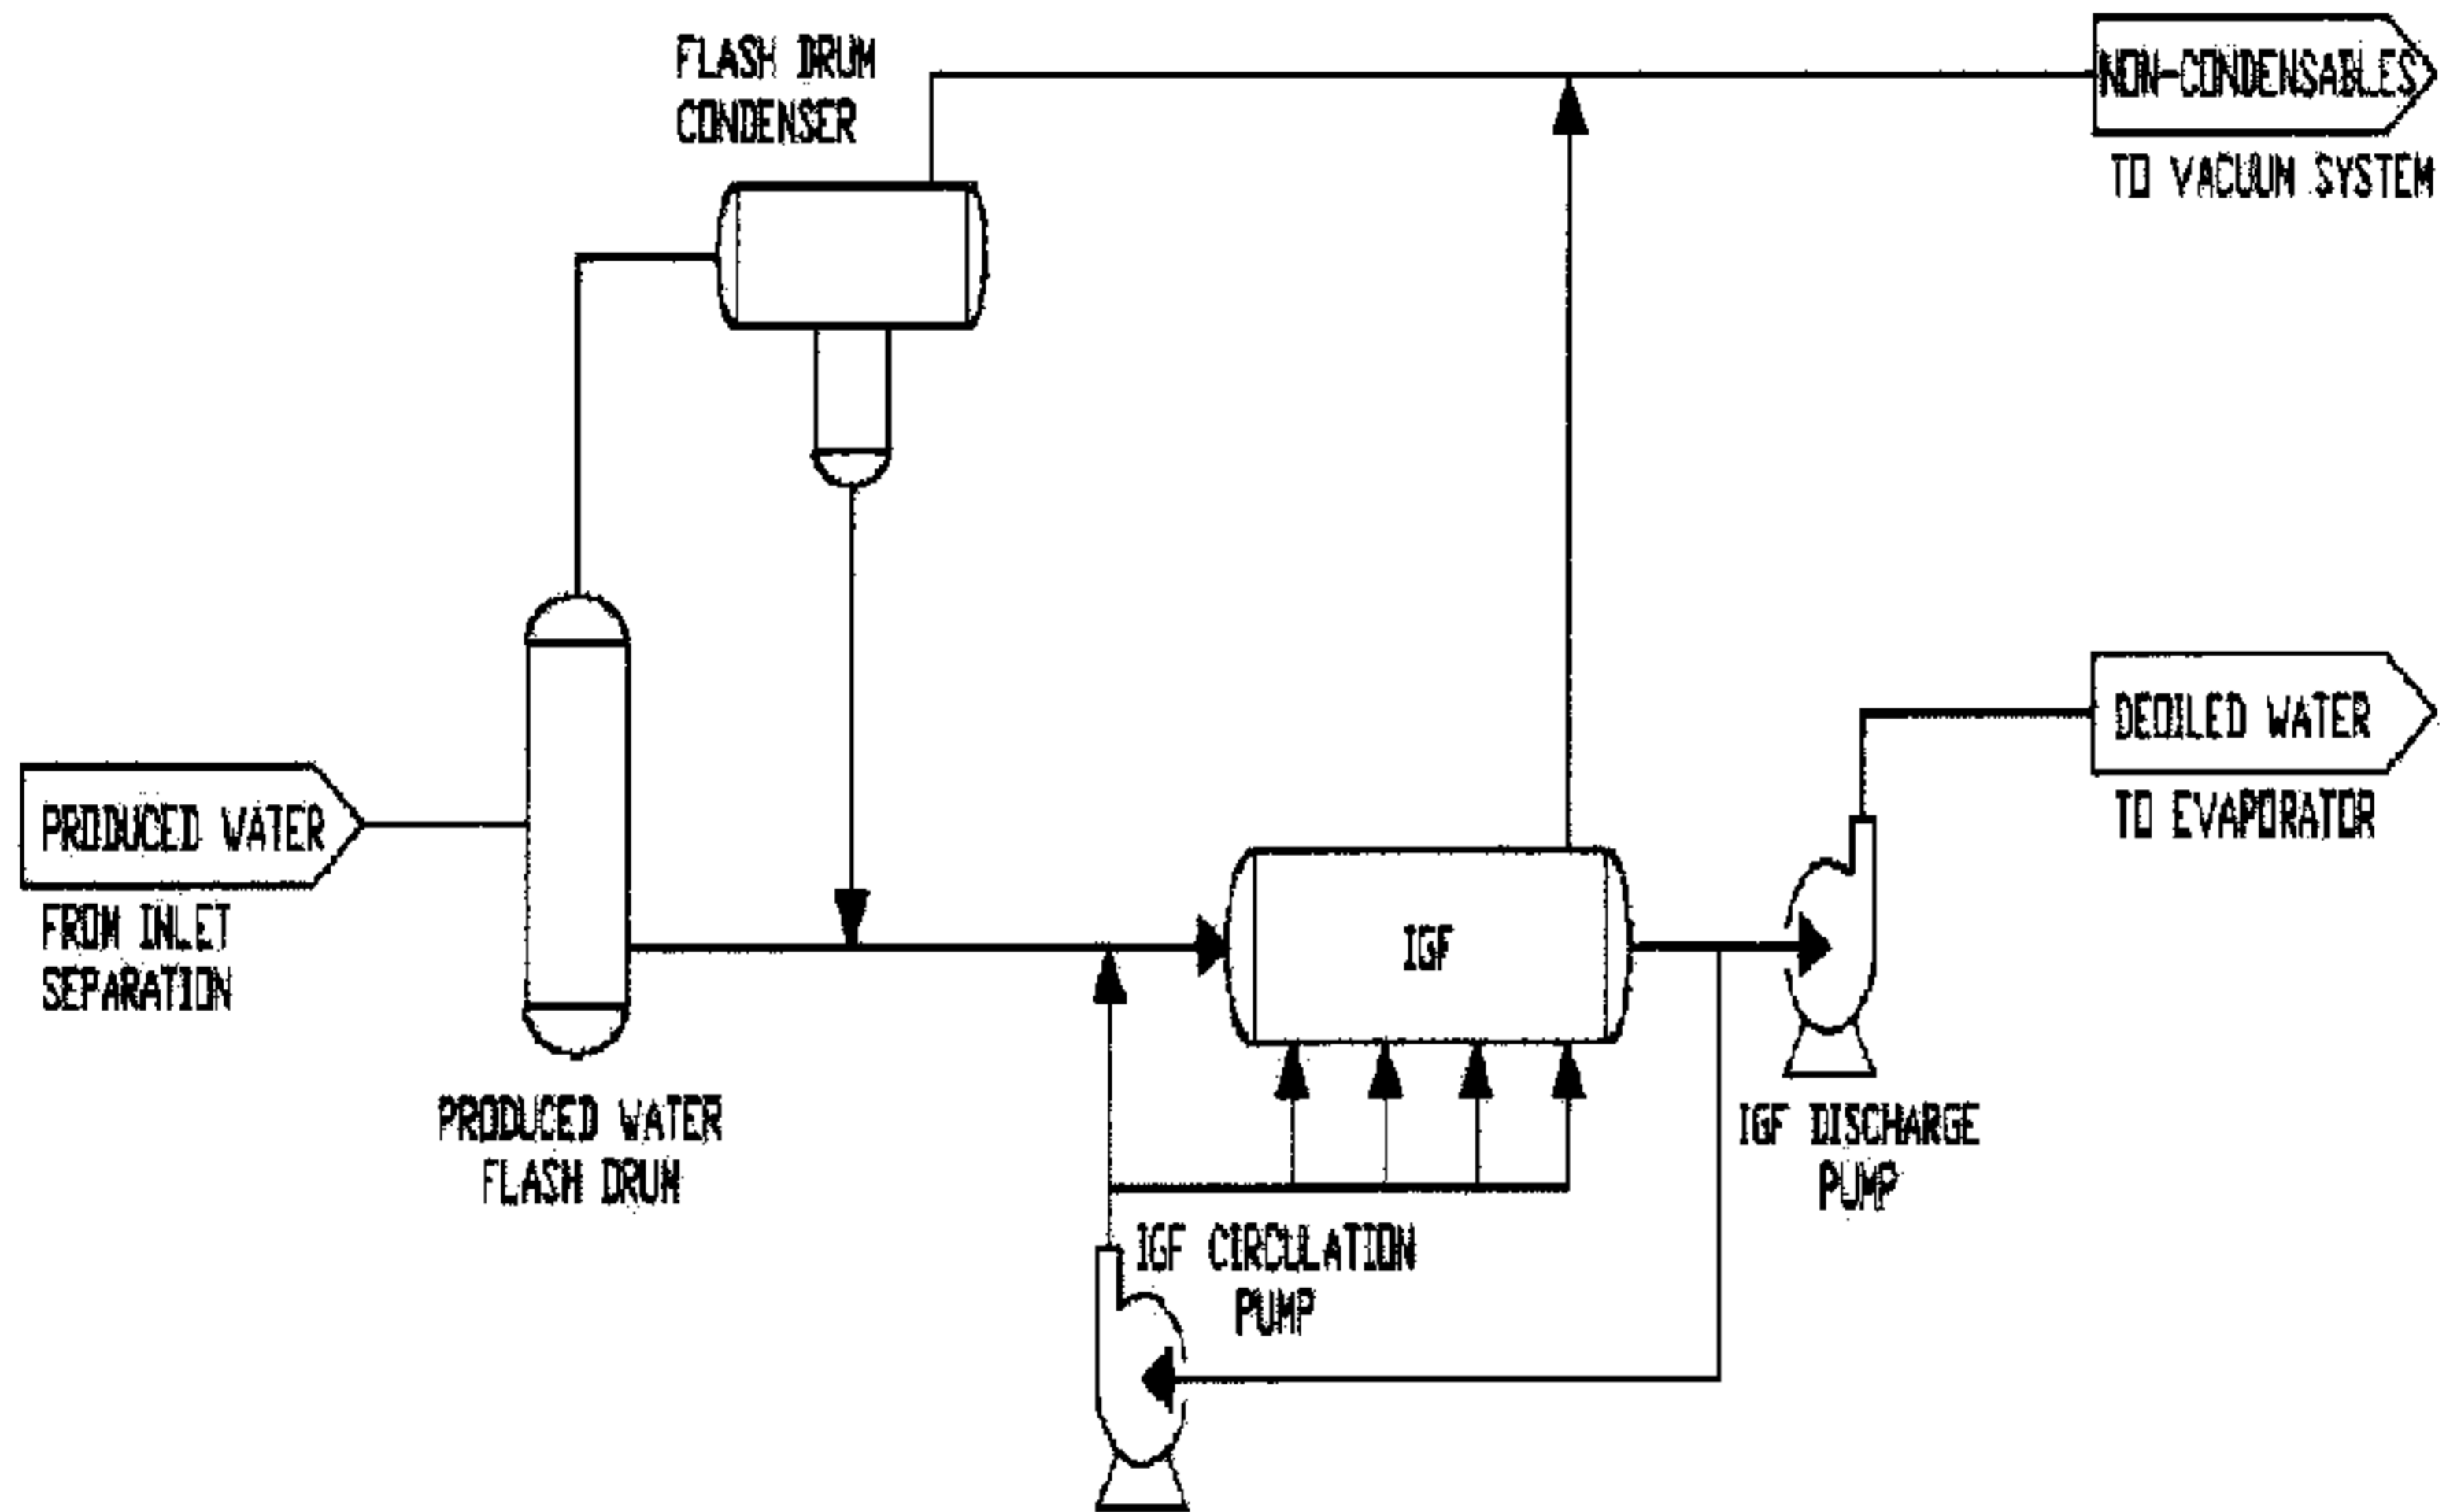 FLASH DRUM
CONDENSER
NON-CONDENSABLES
TO VACUUM SYSTEM
DEOILED WATER
TO EVAPORATOR
PRODUCED WATER
FROM INLET
SEPARATION
IGF
PRODUCED WATER
FLASH DRUM
IGF DISCHARGE
PUMP
IGF CIRCULATION
PUMP